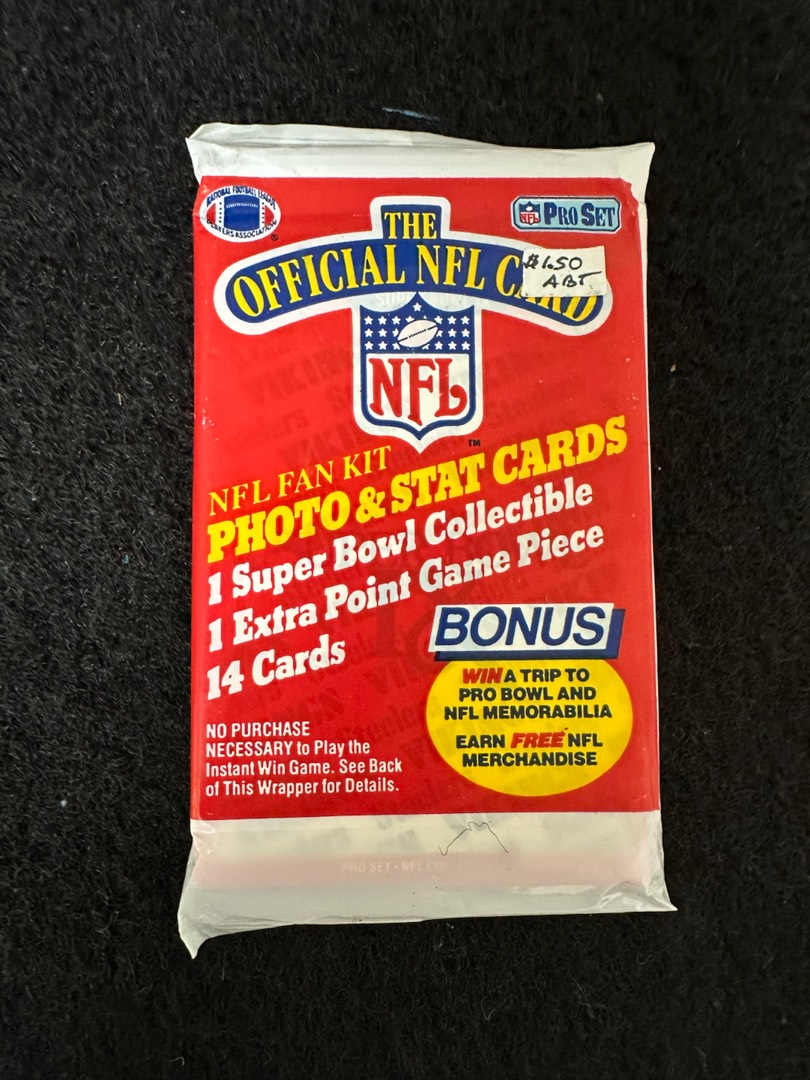 NATIONAL FOOTBALL LEAGUE
PLAYERS ASSOCIATION
®
NFL PRO SET
THE
OFFICIAL NFL CARD
$1.50
ABT.
NFL
™
NFL FAN KIT
PHOTO & STAT CARDS
1 Super Bowl Collectible
1 Extra Point Game Piece
14 Cards
BONUS
WIN A TRIP TO
PRO BOWL AND
NFL MEMORABILIA
EARN FREE NFL
MERCHANDISE
NO PURCHASE
NECESSARY to Play the
Instant Win Game. See Back
of This Wrapper for Details.
PRO SET • NFL